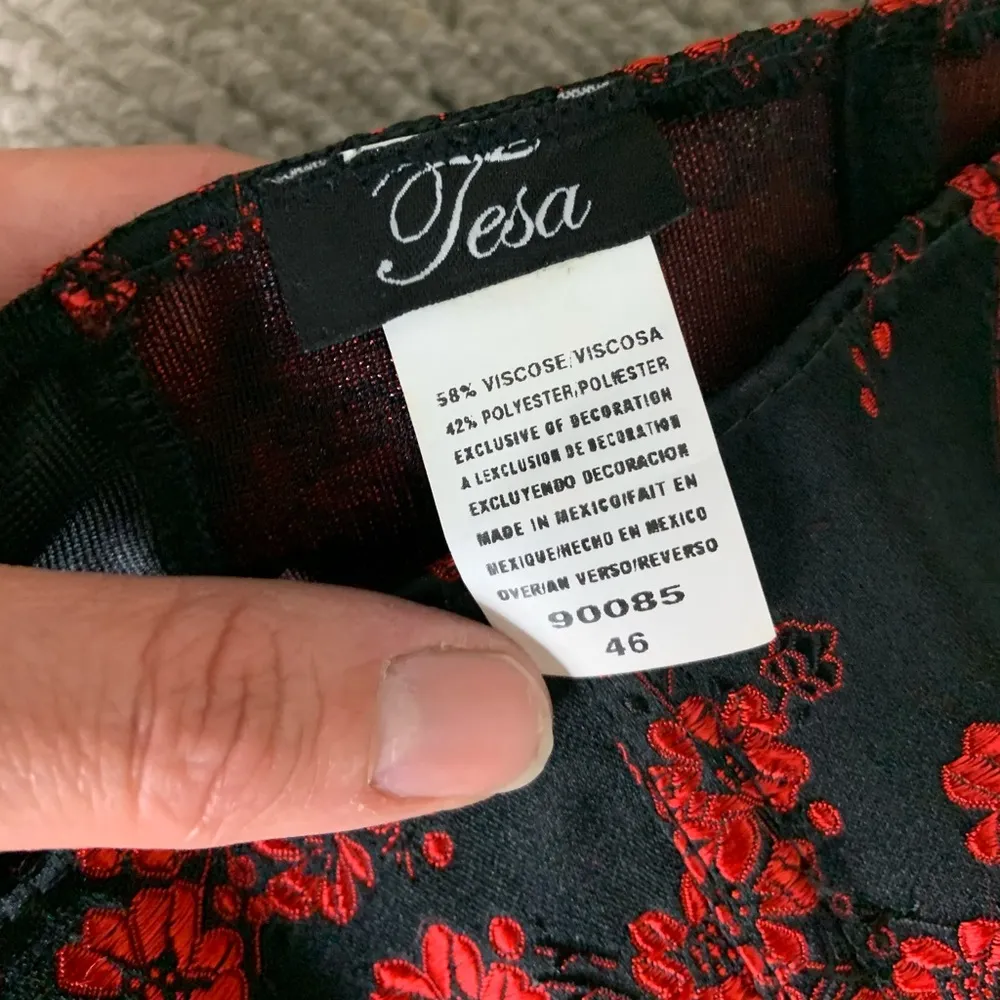 Tesa
58% VISCOSE/VISCOSA
42% POLYESTER,POLIESTER
EXCLUSIVE OF DECORATION
A LEXCLUSION DE DECORATION
EXCLUYENDO DECORACION
MADE IN MEXICO/FAIT EN
MEXIQUE/HECHO EN MEXICO
OVER/AN VERSO/REVERSO
90085
46